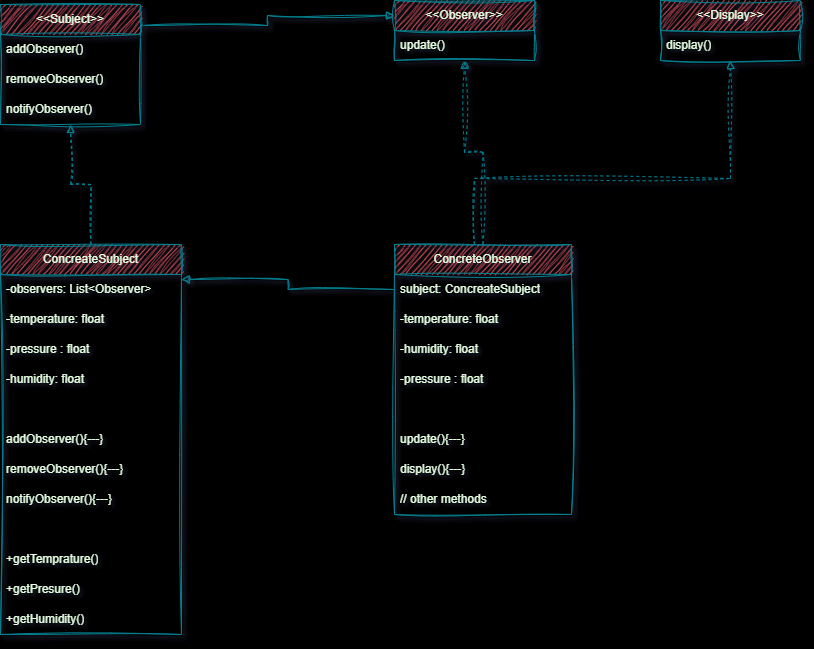 <<Subject>>
addObserver()
removeObserver()
notifyObserver()
<<Observer>>
update()
<<Display>>
display()
ConcreateSubject
-observers: List<Observer>
-temperature: float
-pressure : float
-humidity: float
addObserver(){---}
removeObserver(){---}
notifyObserver(){---}
+getTemprature()
+getPresure()
+getHumidity()
ConcreteObserver
subject: ConcreateSubject
-temperature: float
-humidity: float
-pressure : float
update(){---}
display(){---}
// other methods